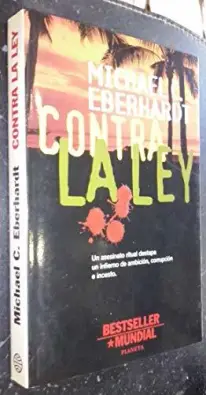 MICHAEL C.
EBERHARDT
CONTRA
LA LEY
Un asesinato ritual destapa
un infierno de ambición, corrupción
e incesto.
BESTSELLER
★MUNDIAL
PLANETA
Michael C. Eberhardt CONTRA LA LEY